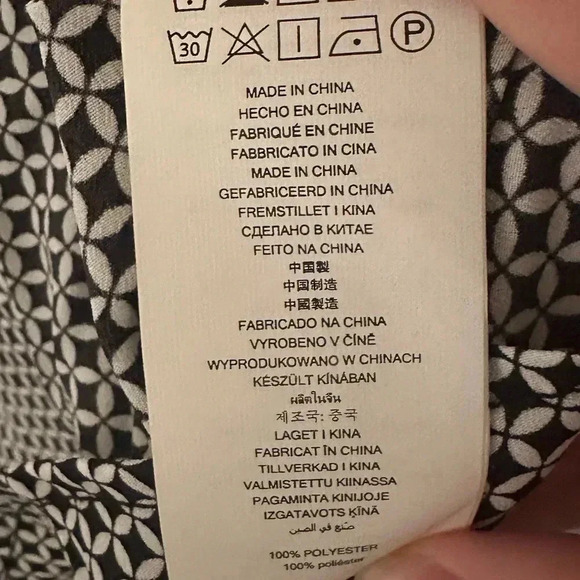 30 P
MADE IN CHINA
HECHO EN CHINA
FABRIQUÉ EN CHINE
FABBRICATO IN CINA
MADE IN CHINA
GEFABRICEERD IN CHINA
FREMSTILLET I KINA
СДЕЛАНО В КИТАЕ
FEITO NA CHINA
中国製
中国制造
中國製造
FABRICADO NA CHINA
VYROBENO V ČÍNĚ
WYPRODUKOWANO W CHINACH
KÉSZÜLT KÍNÁBAN
ผลิตในจีน
제조국: 중국
LAGET I KINA
FABRICAT ÎN CHINA
TILLVERKAD I KINA
VALMISTETTU KIINASSA
PAGAMINTA KINIJOJE
IZGATAVOTS ĶĪNĀ
صنع في الصين
100% POLYESTER
100% poliéster